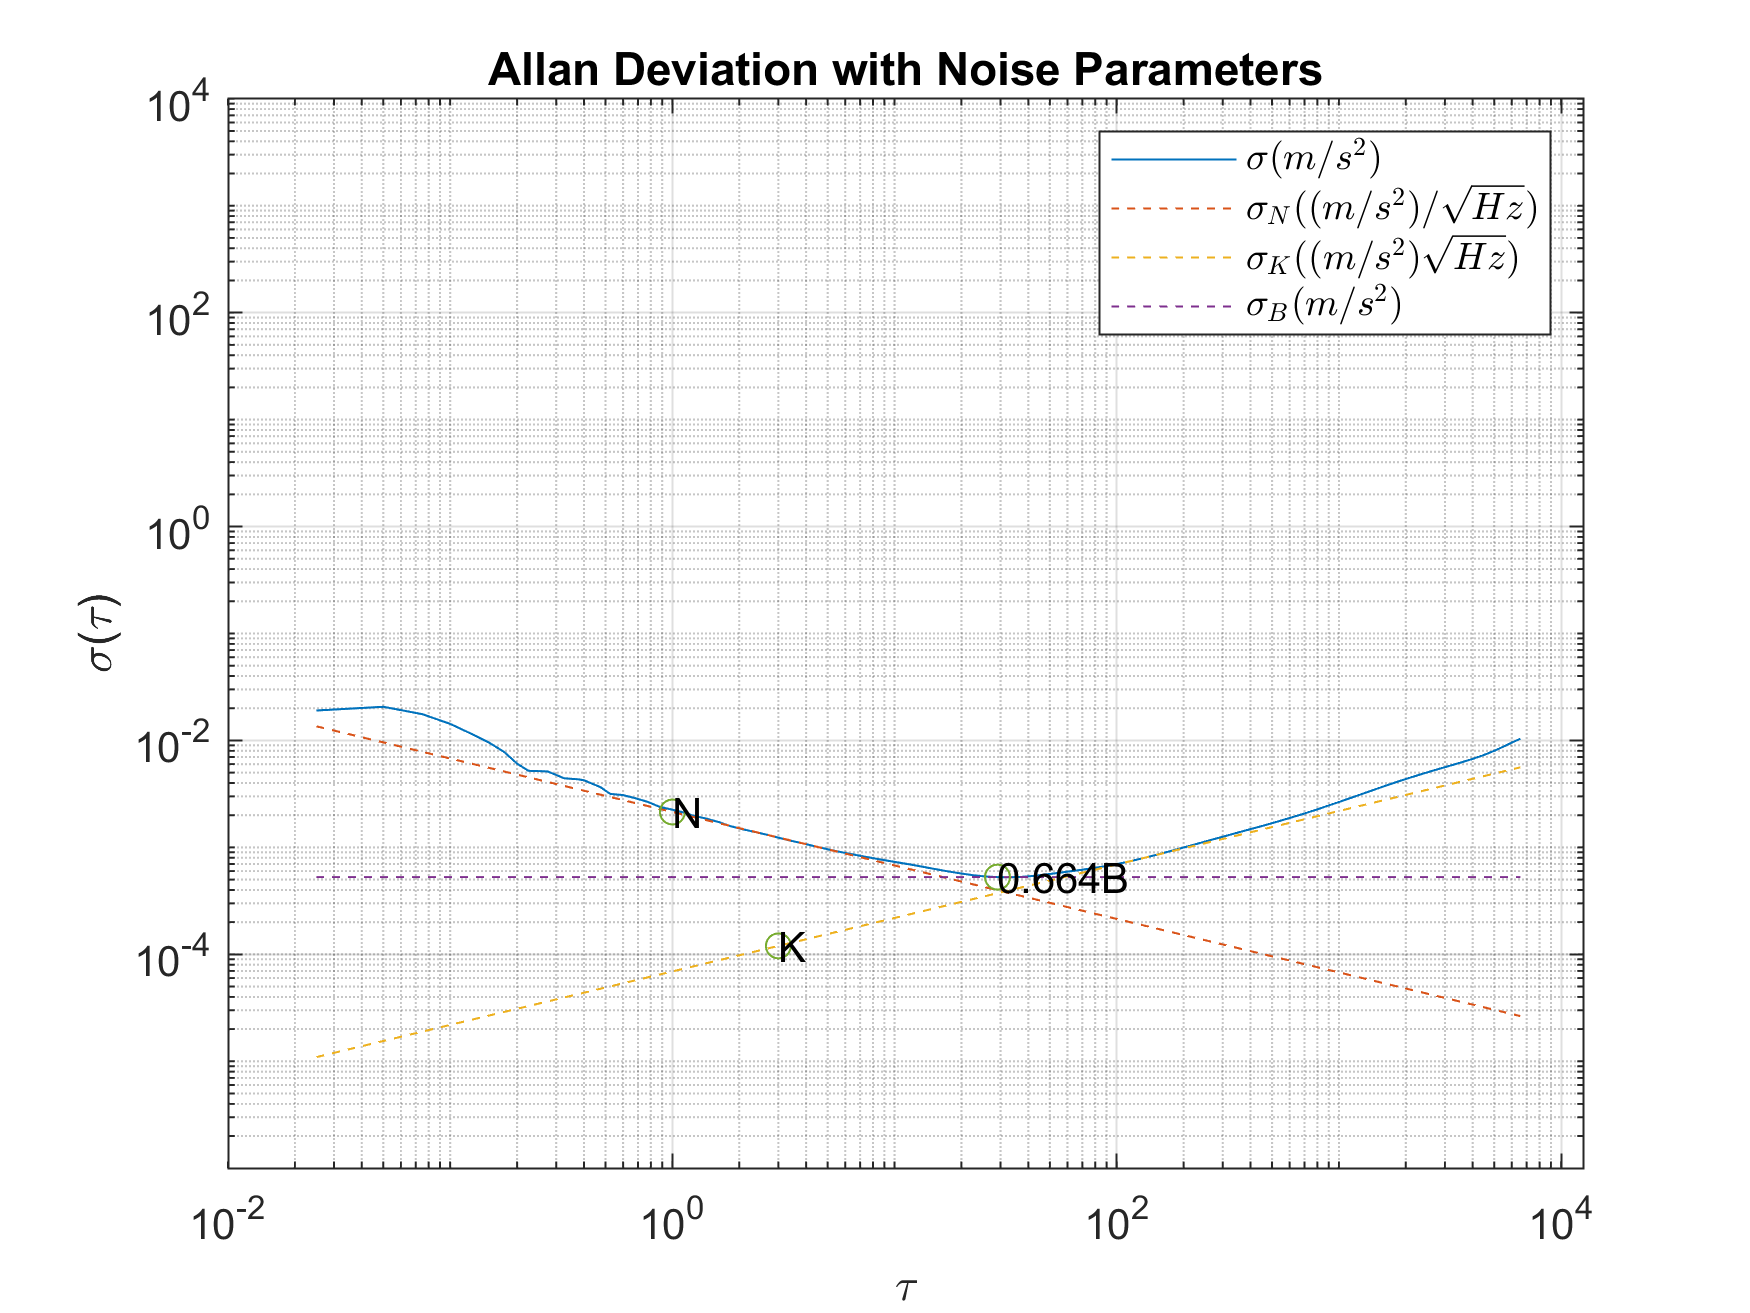 Allan Deviation with Noise Parameters
10^4
10^2
10^0
10^-2
10^-4
σ(τ)
σ(m/s²)
σ_N((m/s²)/√Hz)
σ_K((m/s²)√Hz)
σ_B(m/s²)
N
0.664B
K
10^-2 10^0 10^2 10^4
τ